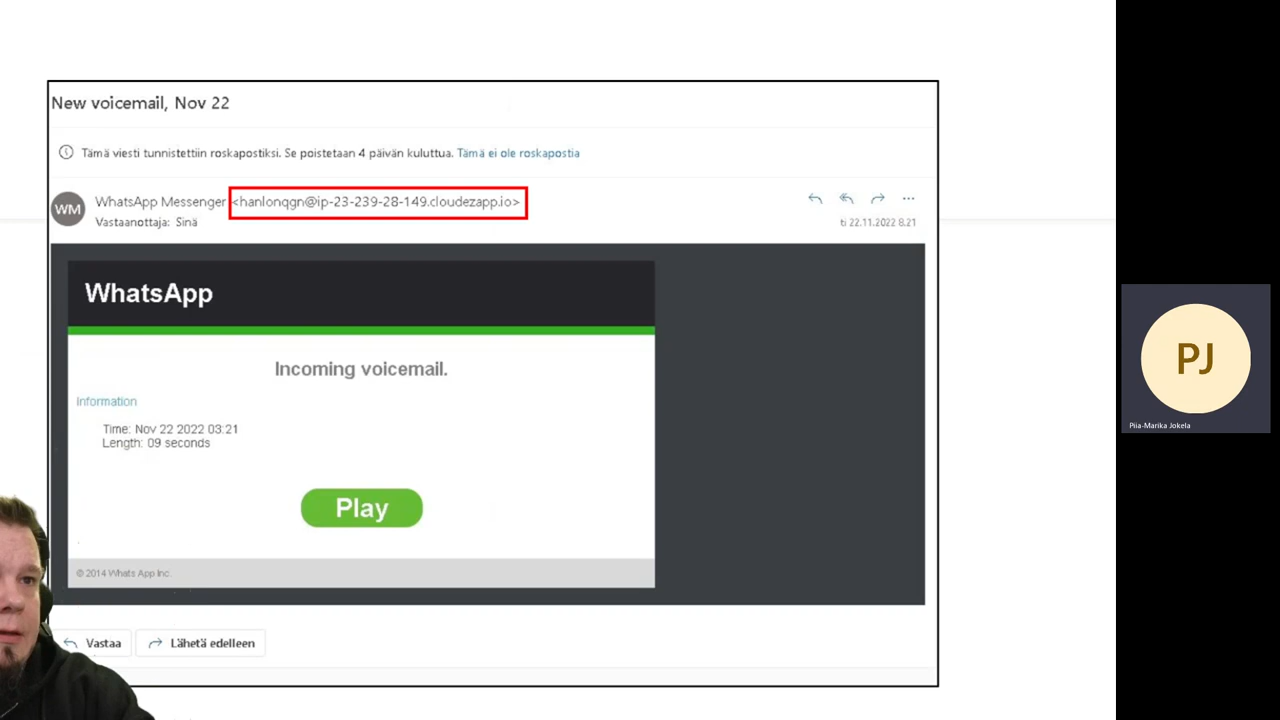 New voicemail, Nov 22
Tämä viesti tunnistettiin roskapostiksi. Se poistetaan 4 päivän kuluttua. Tämä ei ole roskapostia
WM
WhatsApp Messenger <hanlonqgn@ip-23-239-28-149.cloudezapp.io>
Vastaanottaja: Sinä
ti 22.11.2022 8.21
WhatsApp
Incoming voicemail.
Information
Time: Nov 22 2022 03:21
Length: 09 seconds
Play
© 2014 Whats App Inc.
Vastaa
Lähetä edelleen
PJ
Piia-Marika Jokela